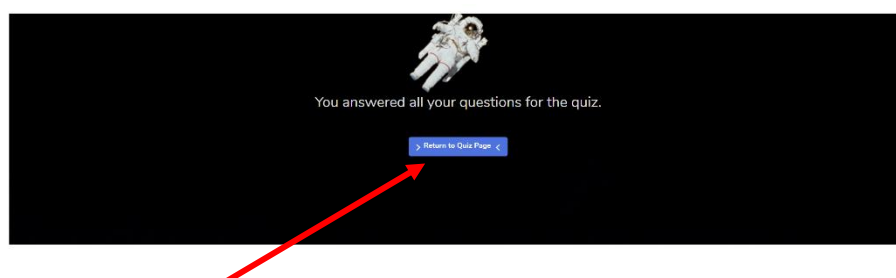 You answered all your questions for the quiz.
> Return to Quiz Page <